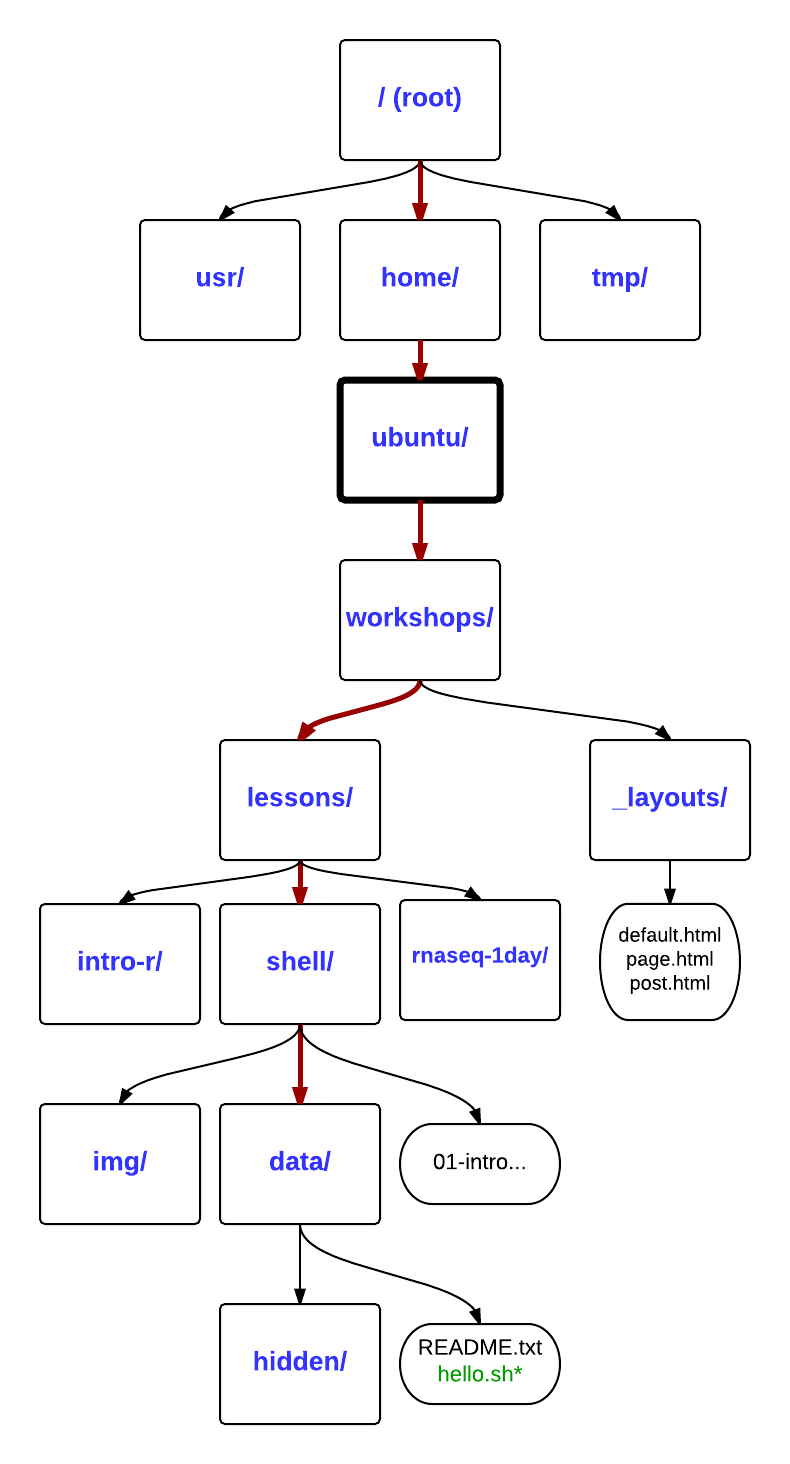 / (root)
usr/
home/
tmp/
ubuntu/
workshops/
lessons/
_layouts/
intro-r/
shell/
rnaseq-1day/
default.html
page.html
post.html
img/
data/
01-intro...
hidden/
README.txt
hello.sh*